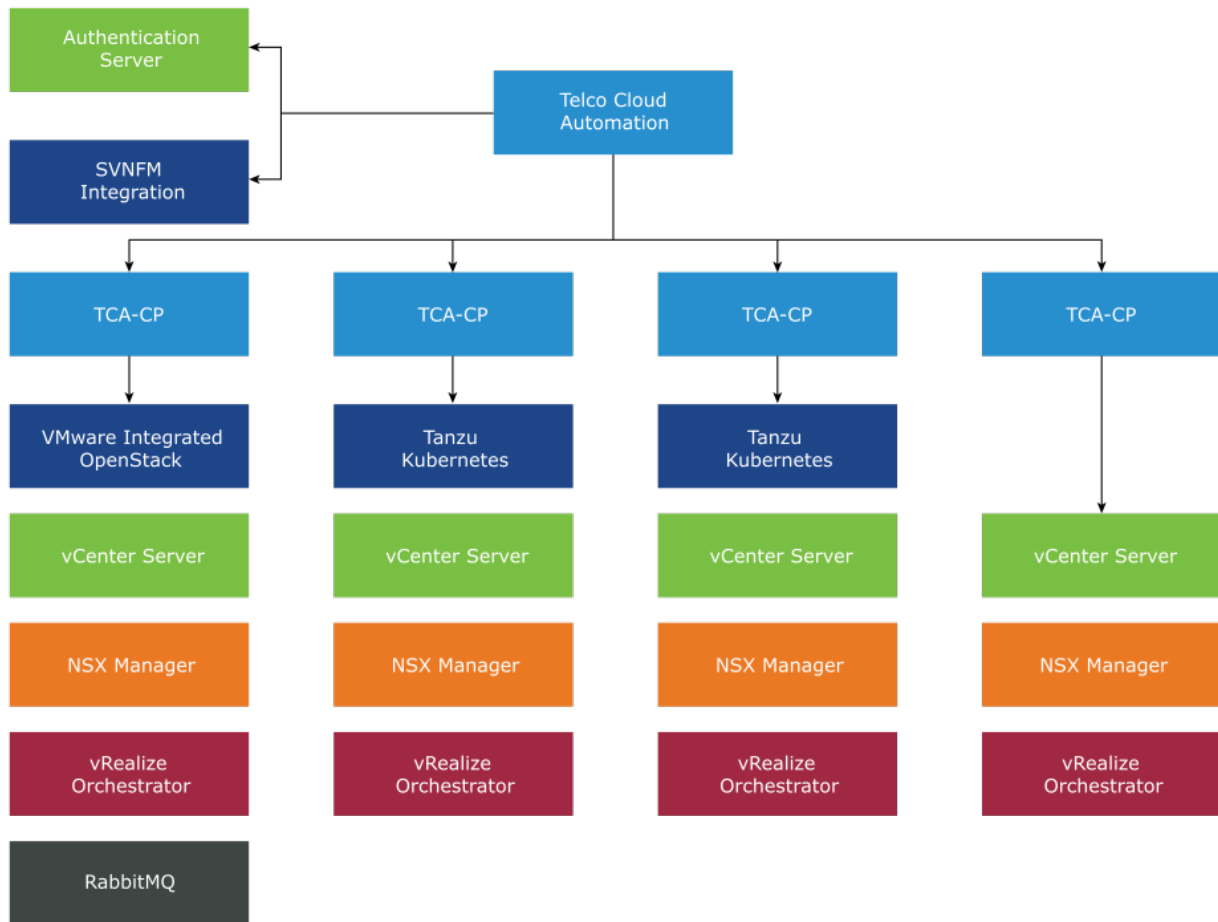 Authentication
Server
Telco Cloud
Automation
SVNFM
Integration
TCA-CP
TCA-CP
TCA-CP
TCA-CP
VMware Integrated
OpenStack
Tanzu
Kubernetes
Tanzu
Kubernetes
vCenter Server
vCenter Server
vCenter Server
vCenter Server
NSX Manager
NSX Manager
NSX Manager
NSX Manager
vRealize
Orchestrator
vRealize
Orchestrator
vRealize
Orchestrator
vRealize
Orchestrator
RabbitMQ